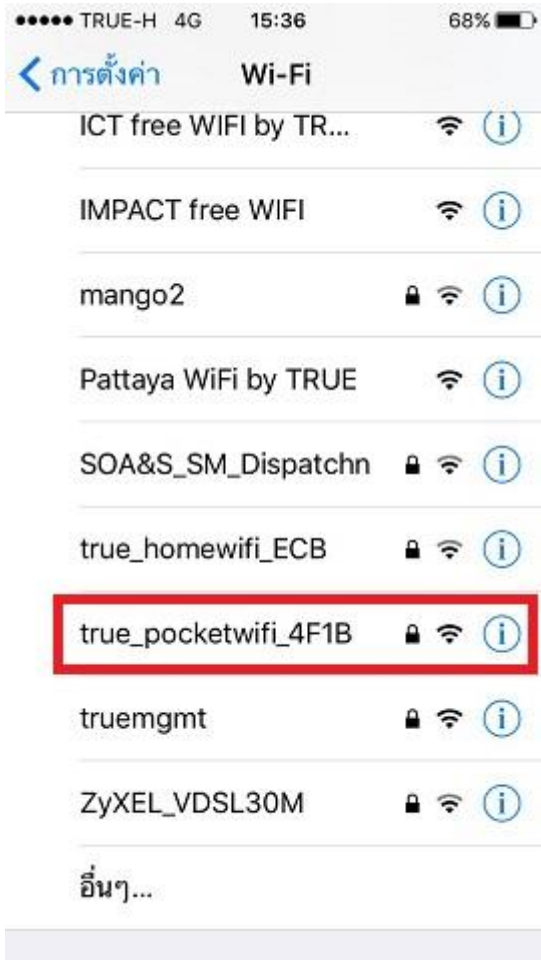 TRUE-H 4G 15:36 68%
การตั้งค่า Wi-Fi
ICT free WIFI by TR...
IMPACT free WIFI
mango2
Pattaya WiFi by TRUE
SOA&S_SM_Dispatchn
true_homewifi_ECB
true_pocketwifi_4F1B
truemgmt
ZyXEL_VDSL30M
อื่นๆ...